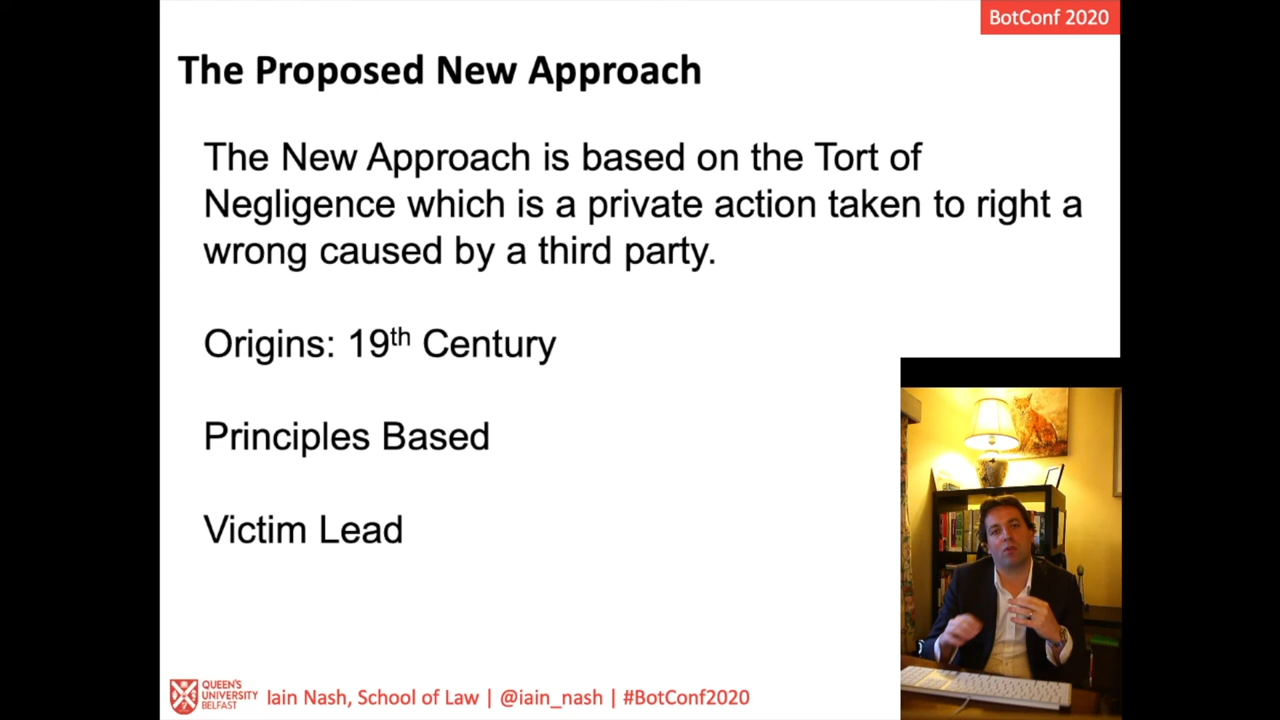 BotConf 2020
The Proposed New Approach
The New Approach is based on the Tort of
Negligence which is a private action taken to right a
wrong caused by a third party.
Origins: 19th Century
Principles Based
Victim Lead
QUEEN'S
UNIVERSITY
BELFAST
Iain Nash, School of Law | @iain_nash | #BotConf2020